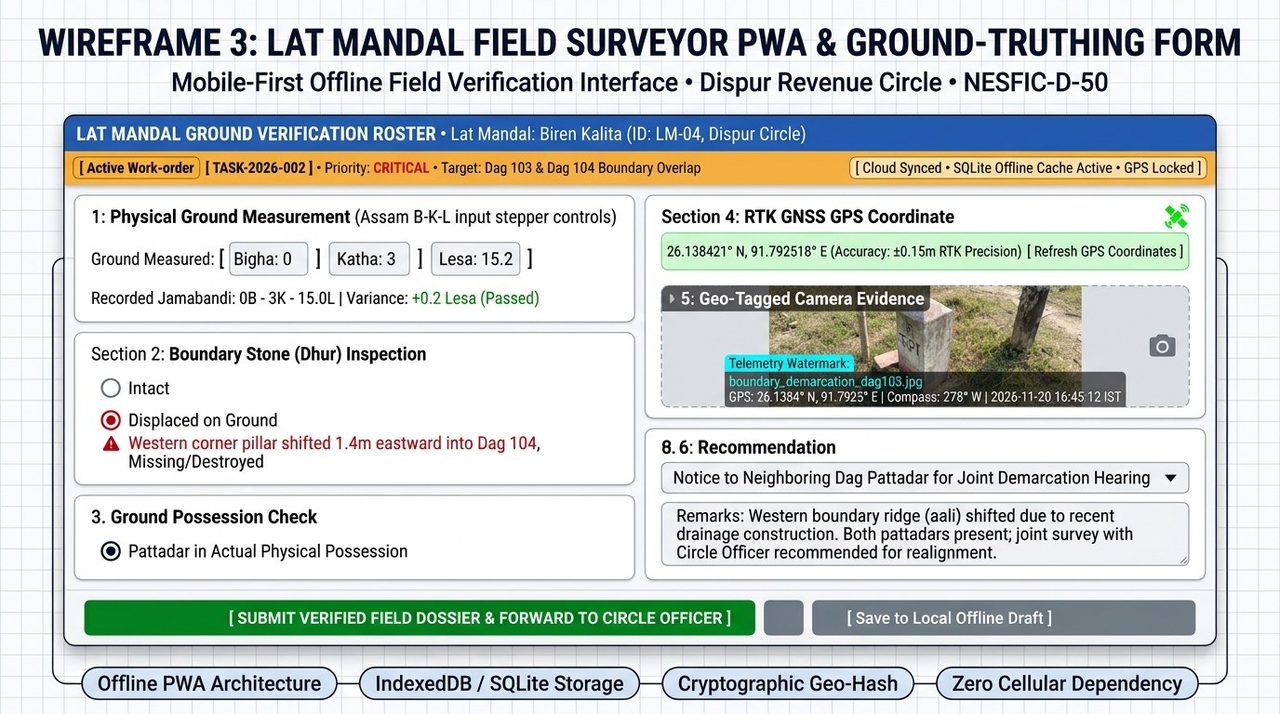 WIREFRAME 3: LAT MANDAL FIELD SURVEYOR PWA & GROUND-TRUTHING FORM
Mobile-First Offline Field Verification Interface • Dispur Revenue Circle • NESFIC-D-50
LAT MANDAL GROUND VERIFICATION ROSTER • Lat Mandal: Biren Kalita (ID: LM-04, Dispur Circle)
[ Active Work-order [ TASK-2026-002 ] • Priority: CRITICAL • Target: Dag 103 & Dag 104 Boundary Overlap
[ Cloud Synced • SQLite Offline Cache Active • GPS Locked ]
1: Physical Ground Measurement (Assam B-K-L input stepper controls)
Ground Measured: [ Bigha: 0 ] Katha: 3 ] Lesa: 15.2 ]
Recorded Jamabandi: 0B - 3K - 15.0L | Variance: +0.2 Lesa (Passed)
Section 2: Boundary Stone (Dhur) Inspection
Intact
Displaced on Ground
Western corner pillar shifted 1.4m eastward into Dag 104,
Missing/Destroyed
3. Ground Possession Check
Pattadar in Actual Physical Possession
Section 4: RTK GNSS GPS Coordinate
26.138421° N, 91.792518° E (Accuracy: ±0.15m RTK Precision) [ Refresh GPS Coordinates ]
5: Geo-Tagged Camera Evidence
Telemetry Watermark:
boundary_demarcation_dag103.jpg
GPS: 26.1384° N, 91.7925° E | Compass: 278° W | 2026-11-20 16:45:12 IST
8. 6: Recommendation
Notice to Neighboring Dag Pattadar for Joint Demarcation Hearing
Remarks: Western boundary ridge (aali) shifted due to recent
drainage construction. Both pattadars present; joint survey with
Circle Officer recommended for realignment.
[ SUBMIT VERIFIED FIELD DOSSIER & FORWARD TO CIRCLE OFFICER ]
[ Save to Local Offline Draft ]
Offline PWA Architecture
IndexedDB / SQLite Storage
Cryptographic Geo-Hash
Zero Cellular Dependency